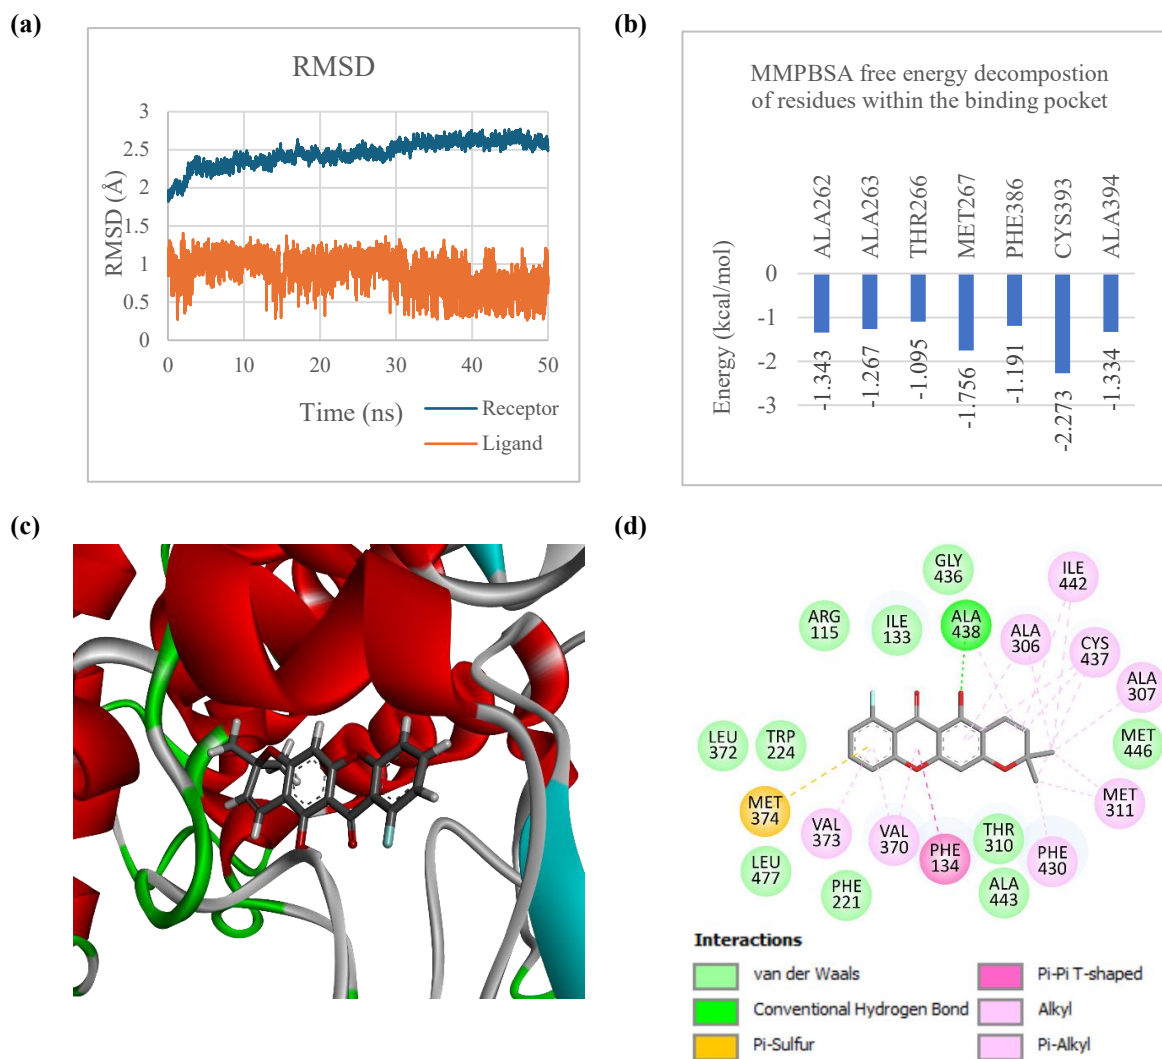 (a)
RMSD
3
2.5
2
1.5
1
0.5
0
RMSD (Å)
0
10
20
30
40
50
Time (ns)
Receptor
Ligand
(b)
MMPBSA free energy decompostion
of residues within the binding pocket
ALA262
ALA263
THR266
MET267
PHE386
CYS393
ALA394
0
-1
-2
-3
Energy (kcal/mol)
-1.343
-1.267
-1.095
-1.756
-1.191
-2.273
-1.334
(c)
(d)
GLY
436
ILE
442
ARG
115
ILE
133
ALA
438
ALA
306
CYS
437
ALA
307
LEU
372
TRP
224
MET
446
MET
374
MET
311
VAL
373
VAL
370
PHE
134
THR
310
PHE
430
LEU
477
PHE
221
ALA
443
Interactions
van der Waals
Conventional Hydrogen Bond
Pi-Sulfur
Pi-Pi T-shaped
Alkyl
Pi-Alkyl